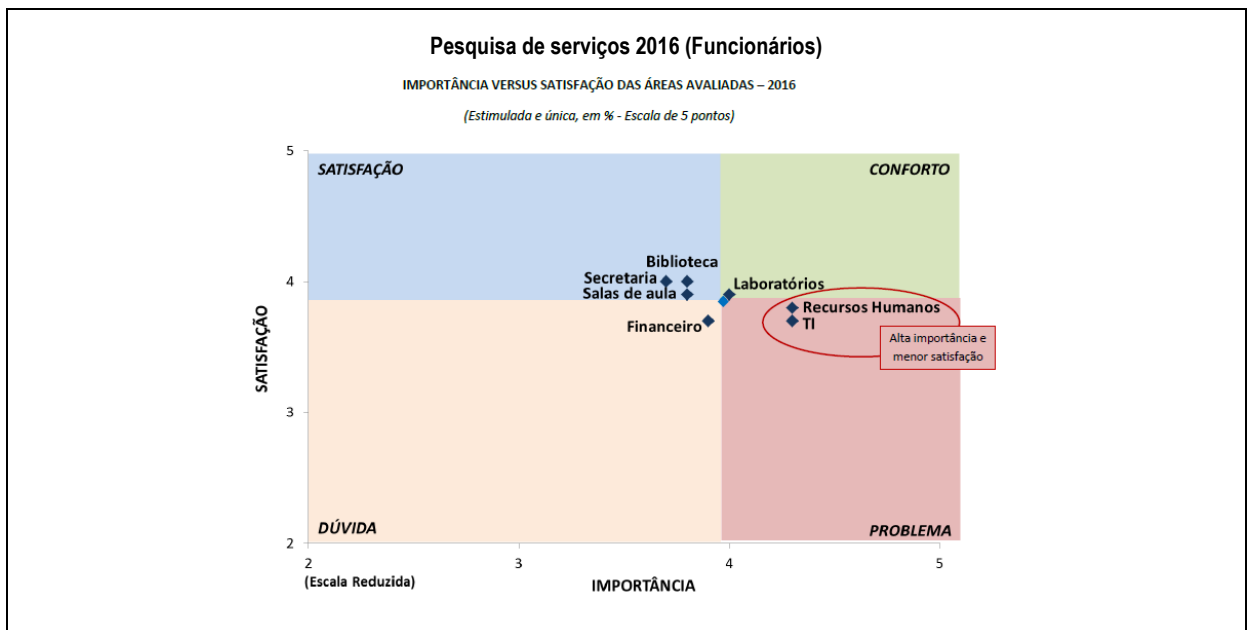 Pesquisa de serviços 2016 (Funcionários)
IMPORTÂNCIA VERSUS SATISFAÇÃO DAS ÁREAS AVALIADAS – 2016
(Estimulada e única, em % - Escala de 5 pontos)
5
SATISFAÇÃO
CONFORTO
Biblioteca
4
Secretaria
Laboratórios
Salas de aula
Recursos Humanos
Financeiro
TI
Alta importância e
menor satisfação
SATISFAÇÃO
3
DÚVIDA
PROBLEMA
2
2
3
4
5
(Escala Reduzida)
IMPORTÂNCIA